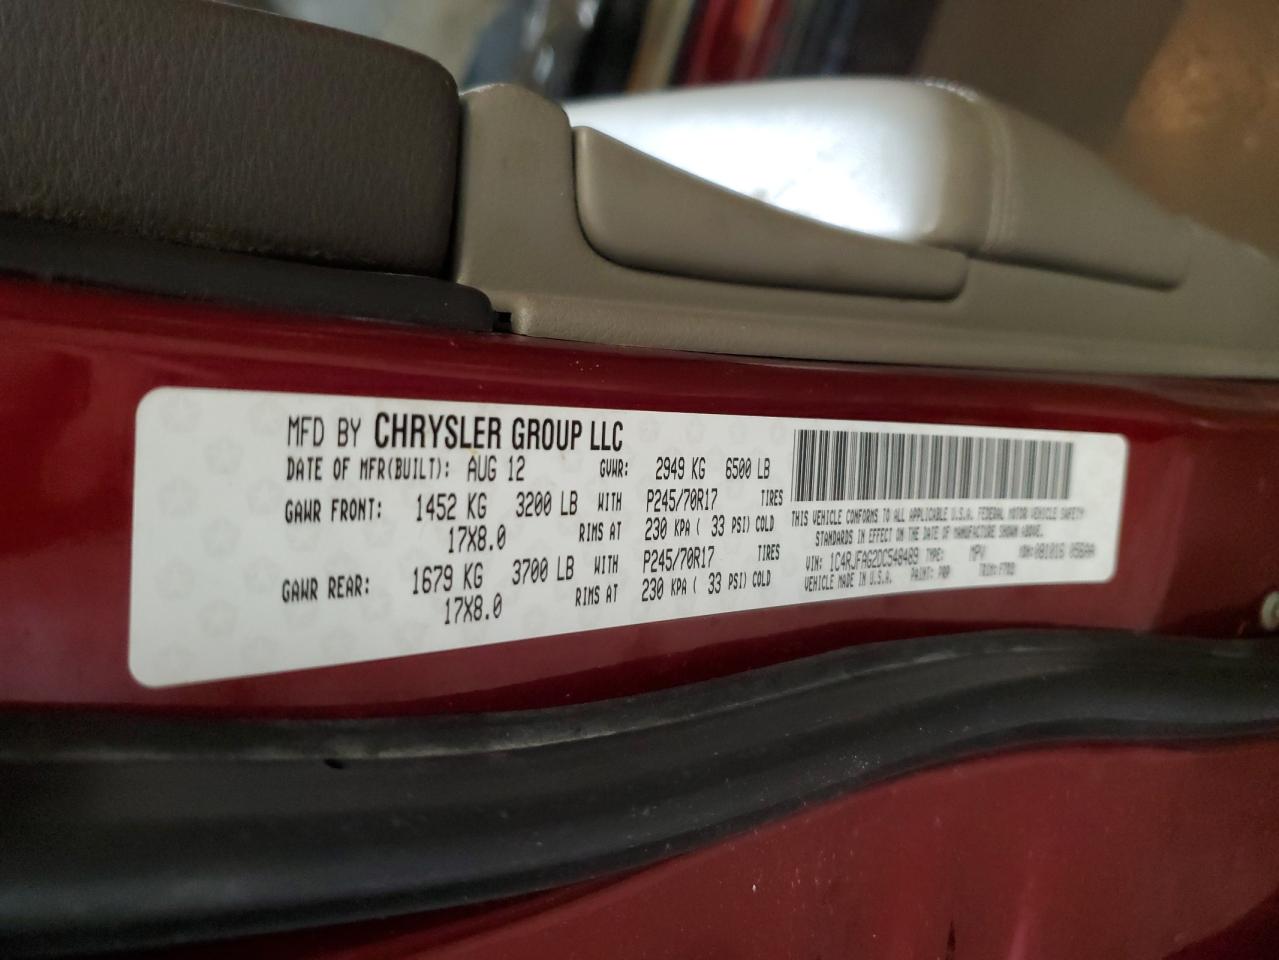 MFD BY CHRYSLER GROUP LLC
DATE OF MFR(BUILT): AUG 12 GVWR: 2949 KG 6500 LB
GAWR FRONT: 1452 KG 3200 LB WITH P245/70R17 TIRES
17X8.0 RIMS AT 230 KPA ( 33 PSI) COLD
GAWR REAR: 1679 KG 3700 LB WITH P245/70R17 TIRES
17X8.0 RIMS AT 230 KPA ( 33 PSI) COLD
THIS VEHICLE CONFORMS TO ALL APPLICABLE U.S.A. FEDERAL MOTOR VEHICLE SAFETY
STANDARDS IN EFFECT ON THE DATE OF MANUFACTURE SHOWN ABOVE.
VIN: 1C4RJFAG2DC548489 TYPE: MPV
VEHICLE MADE IN U.S.A. PAINT: TRIM: